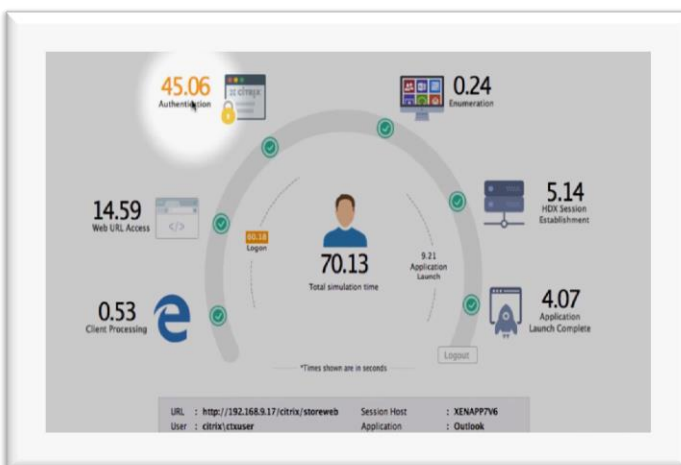 45.06
Authentication
citrix
0.24
Enumeration
14.59
Web URL Access
</>
5.14
HDX Session
Establishment
60.58
Logon
70.13
Total simulation time
9.21
Application
Launch
0.53
Client Processing
4.07
Application
Launch Complete
Logout
*Times shown are in seconds
URL : http://192.168.9.17/citrix/storeweb Session Host : XENAPP7V6
User : citrix\ctxuser Application : Outlook